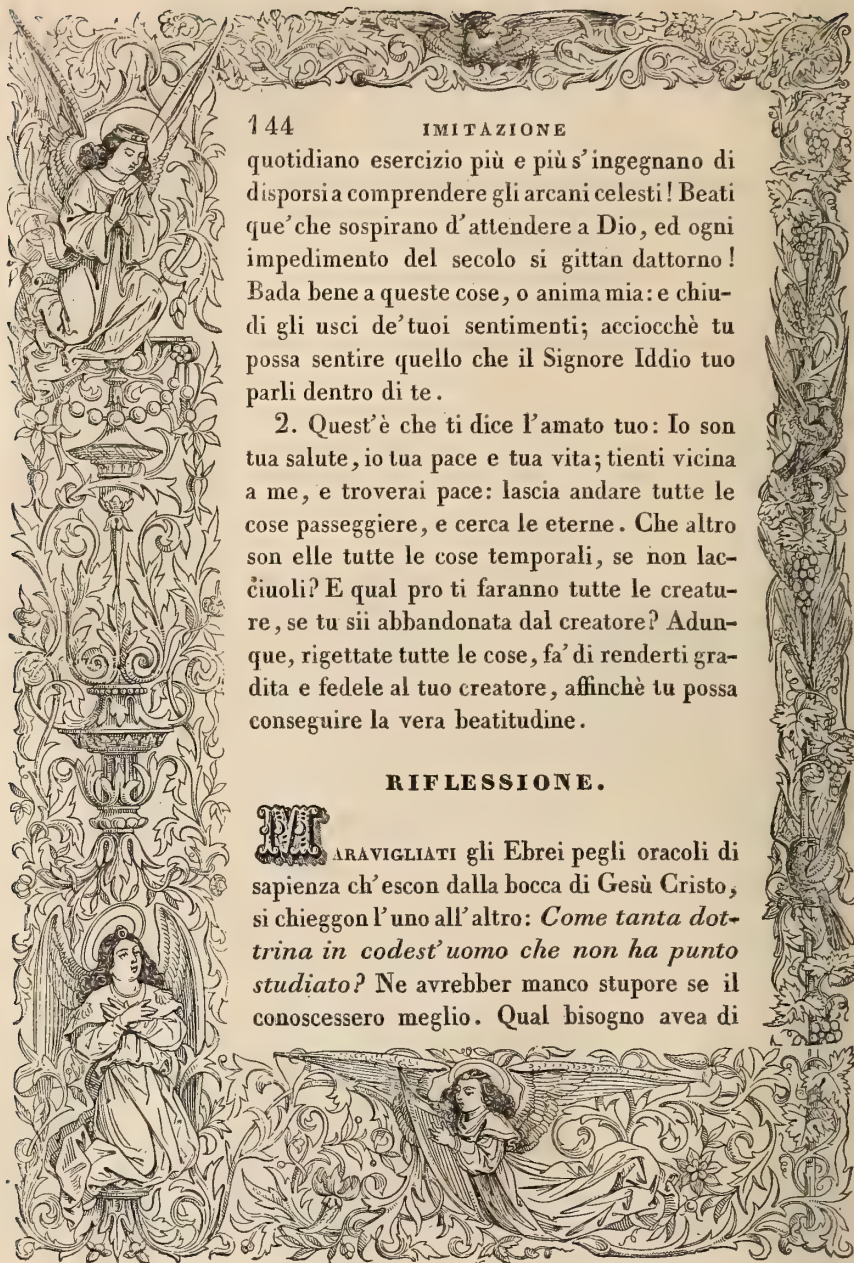 144 IMITAZIONE
quotidiano esercizio più e più s'ingegnano di
disporsi a comprendere gli arcani celesti! Beati
que' che sospirano d'attendere a Dio, ed ogni
impedimento del secolo si gittan dattorno!
Bada bene a queste cose, o anima mia: e chiu-
di gli usci de' tuoi sentimenti; acciocchè tu
possa sentire quello che il Signore Iddio tuo
parli dentro di te.
2. Quest'è che ti dice l'amato tuo: Io son
tua salute, io tua pace e tua vita; tienti vicina
a me, e troverai pace: lascia andare tutte le
cose passeggiere, e cerca le eterne. Che altro
son elle tutte le cose temporali, se non lac-
ciuoli? E qual pro ti faranno tutte le creatu-
re, se tu sii abbandonata dal creatore? Adun-
que, rigettate tutte le cose, fa' di renderti gra-
dita e fedele al tuo creatore, affinchè tu possa
conseguire la vera beatitudine.
RIFLESSIONE.
MARAVIGLIATI gli Ebrei pegli oracoli di
sapienza ch'escon dalla bocca di Gesù Cristo,
si chieggon l'uno all'altro: Come tanta dot-
trina in codest'uomo che non ha punto
studiato? Ne avrebber manco stupore se il
conoscessero meglio. Qual bisogno avea di